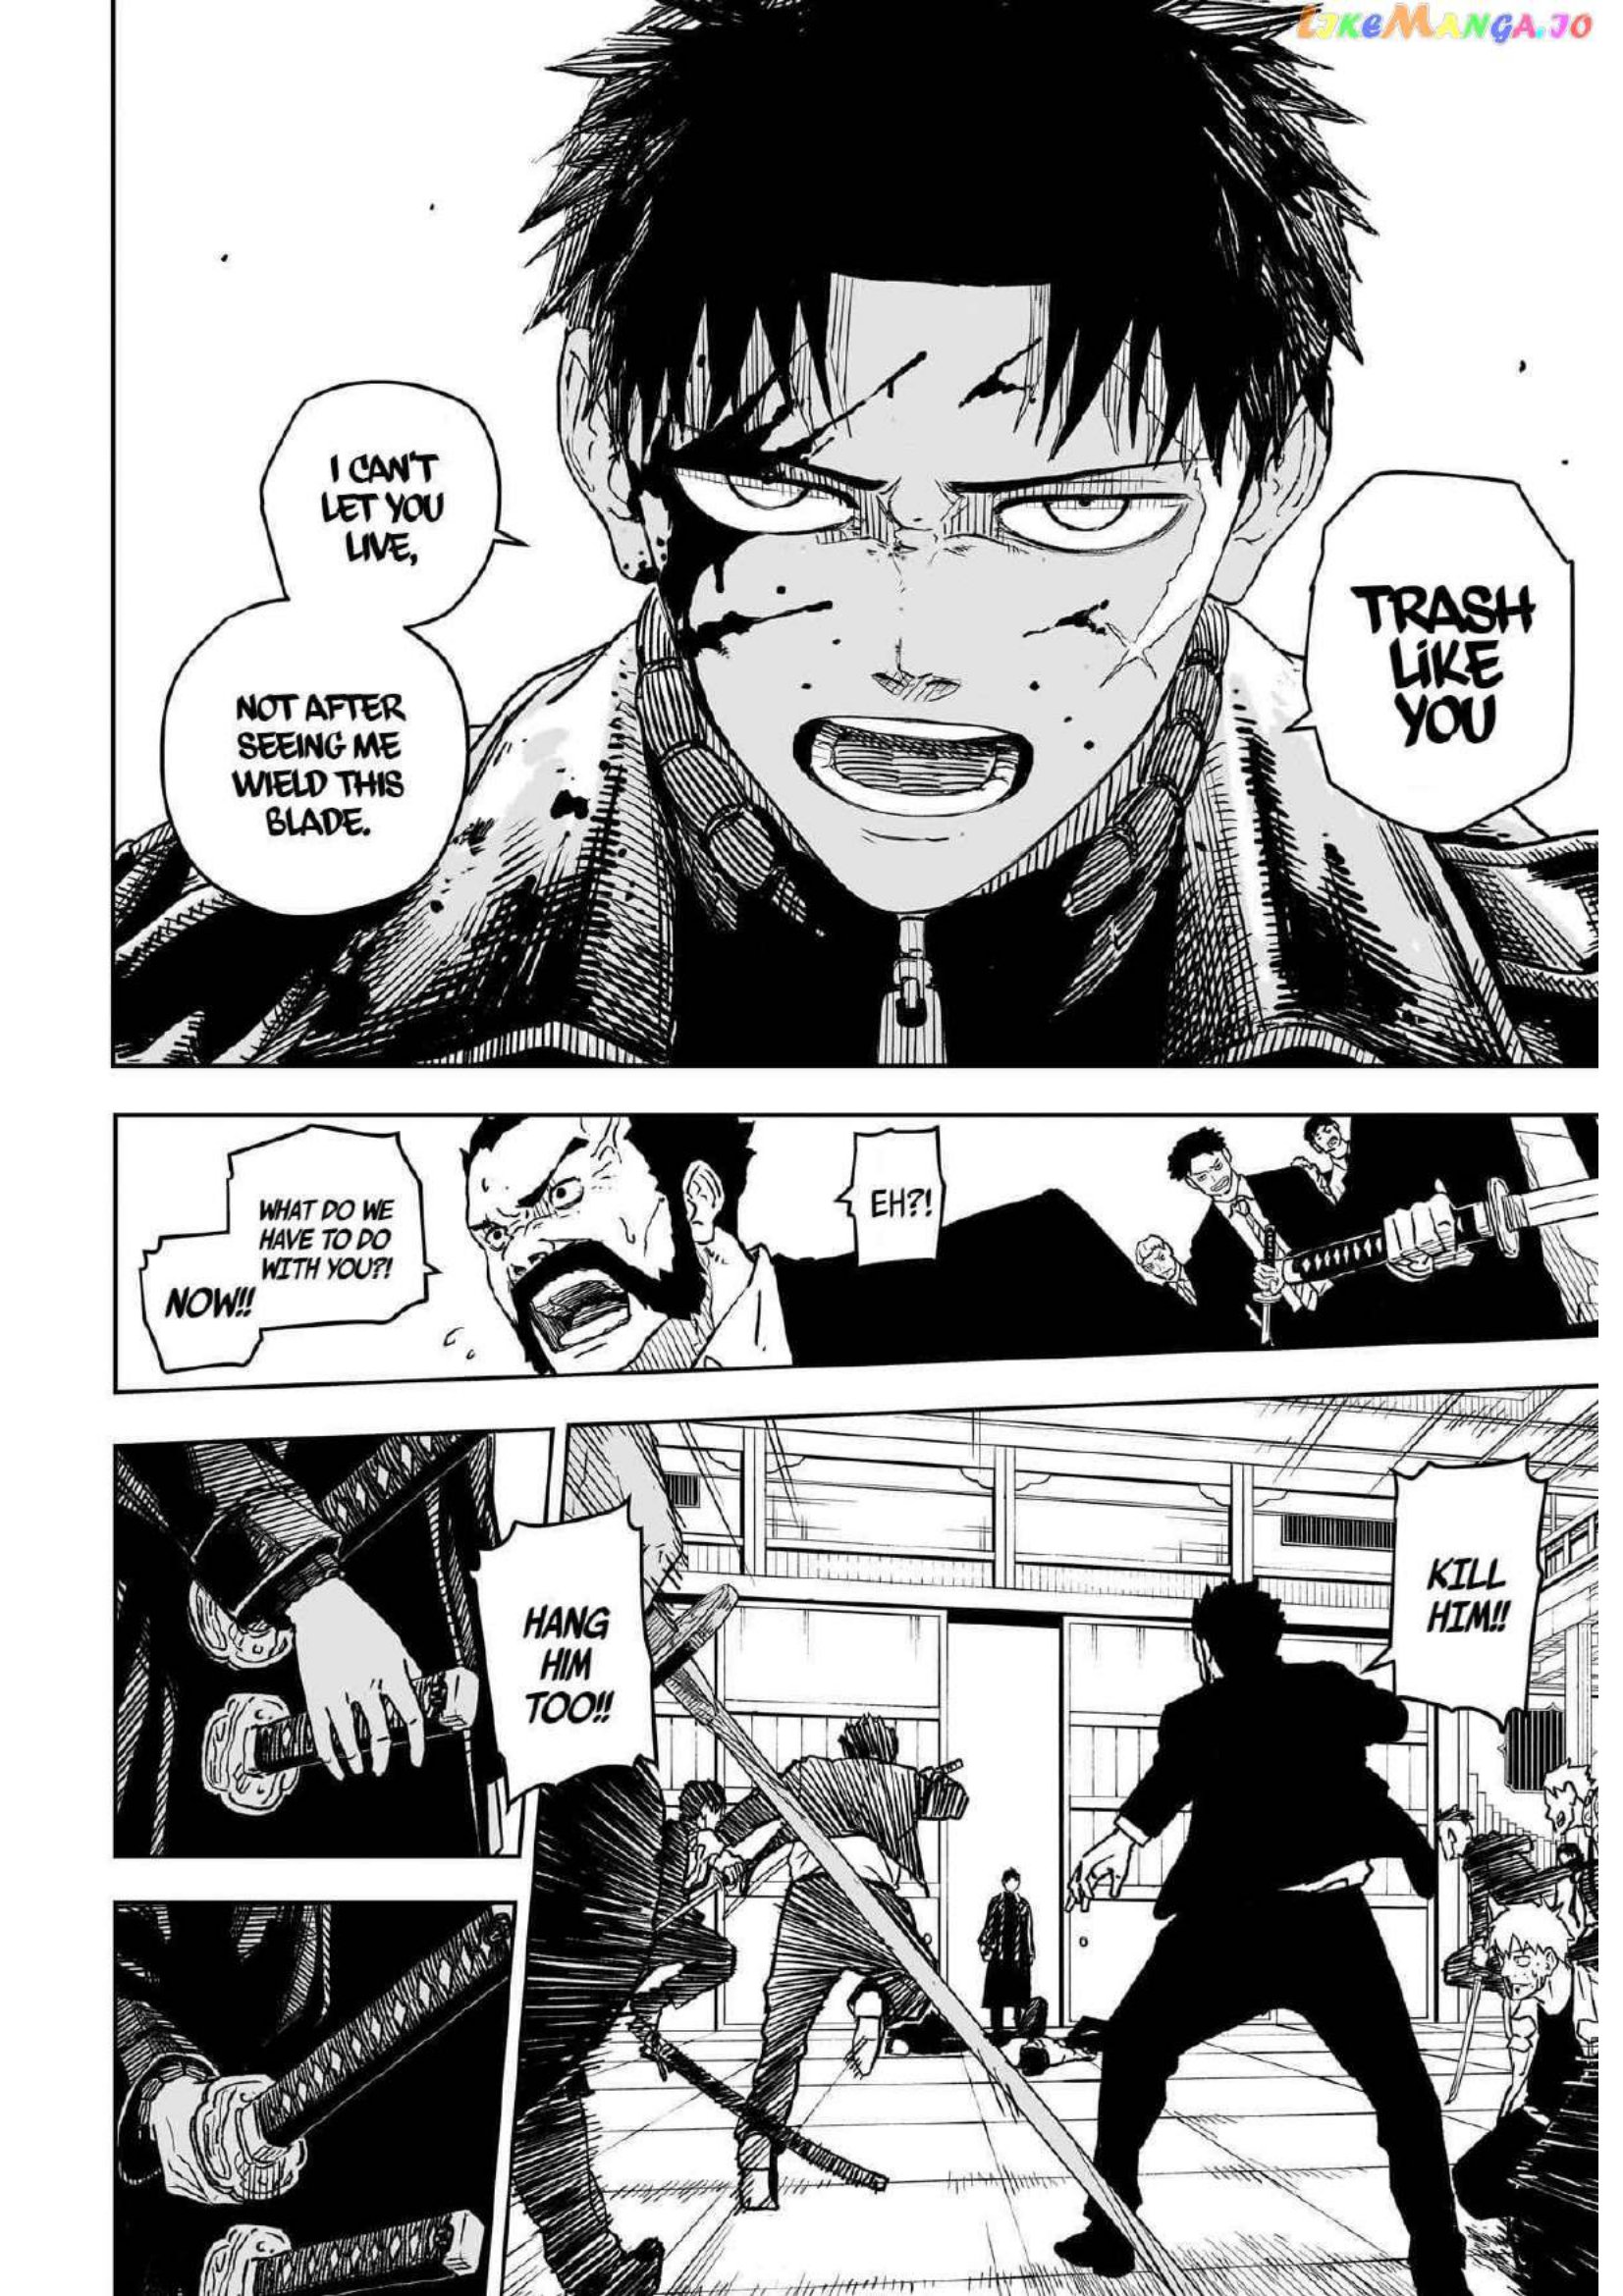 LIKEMANGA.IO
TRASH
LIKE
YOU
I CAN'T
LET YOU
LIVE,
NOT AFTER
SEEING ME
WIELD THIS
BLADE.
EH?!
WHAT DO WE
HAVE TO DO
WITH YOU?!
NOW!!
KILL
HIM!!
HANG
HIM
TOO!!